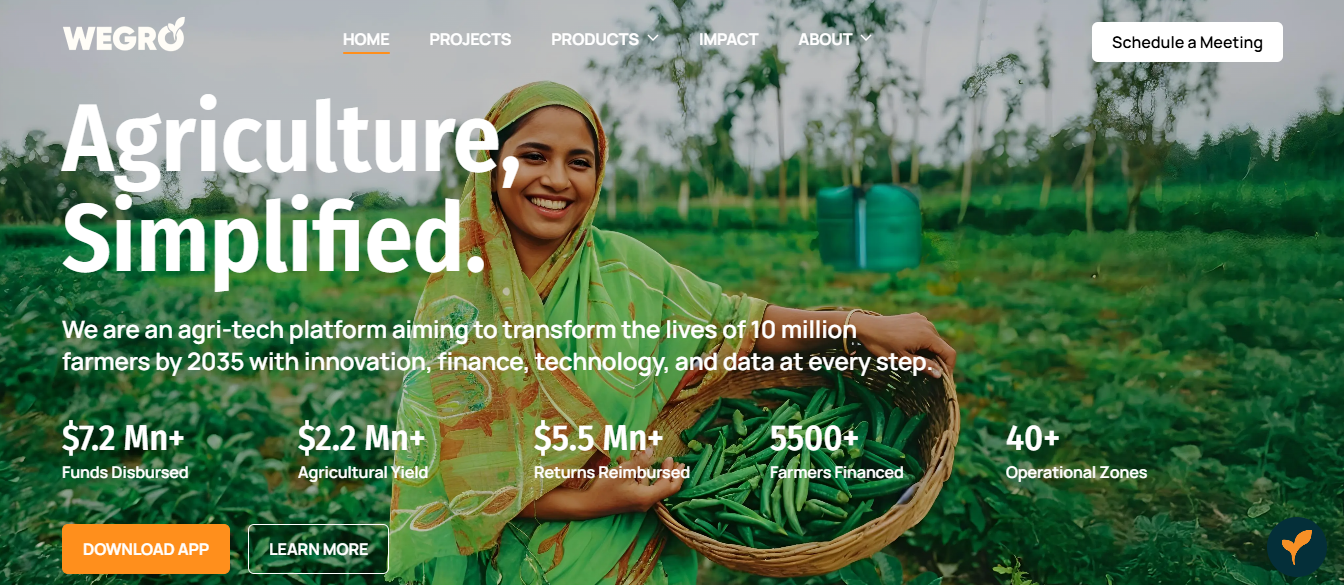 WEGRO
HOME PROJECTS PRODUCTS IMPACT ABOUT
Schedule a Meeting
Agriculture,
Simplified.
We are an agri-tech platform aiming to transform the lives of 10 million
farmers by 2035 with innovation, finance, technology, and data at every step.
$7.2 Mn+ $2.2 Mn+ $5.5 Mn+ 5500+ 40+
Funds Disbursed Agricultural Yield Returns Reimbursed Farmers Financed Operational Zones
DOWNLOAD APP LEARN MORE